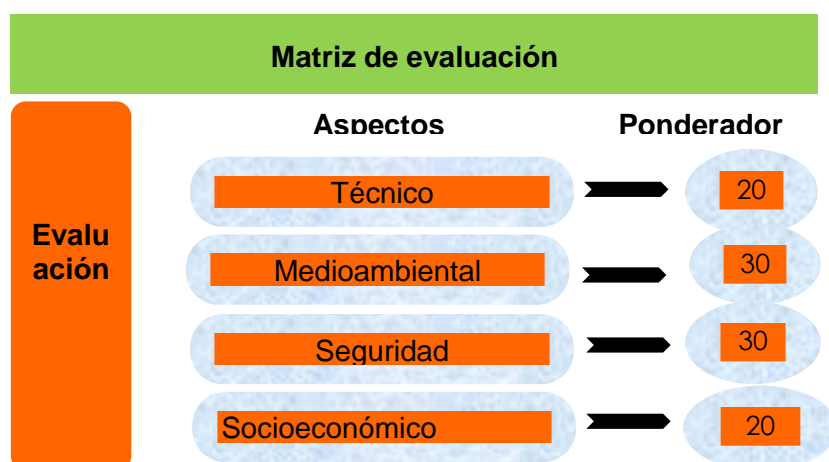 Matriz de evaluación
Aspectos Ponderador
Técnico 20
Evalu
ación
Medioambiental 30
Seguridad 30
Socioeconómico 20